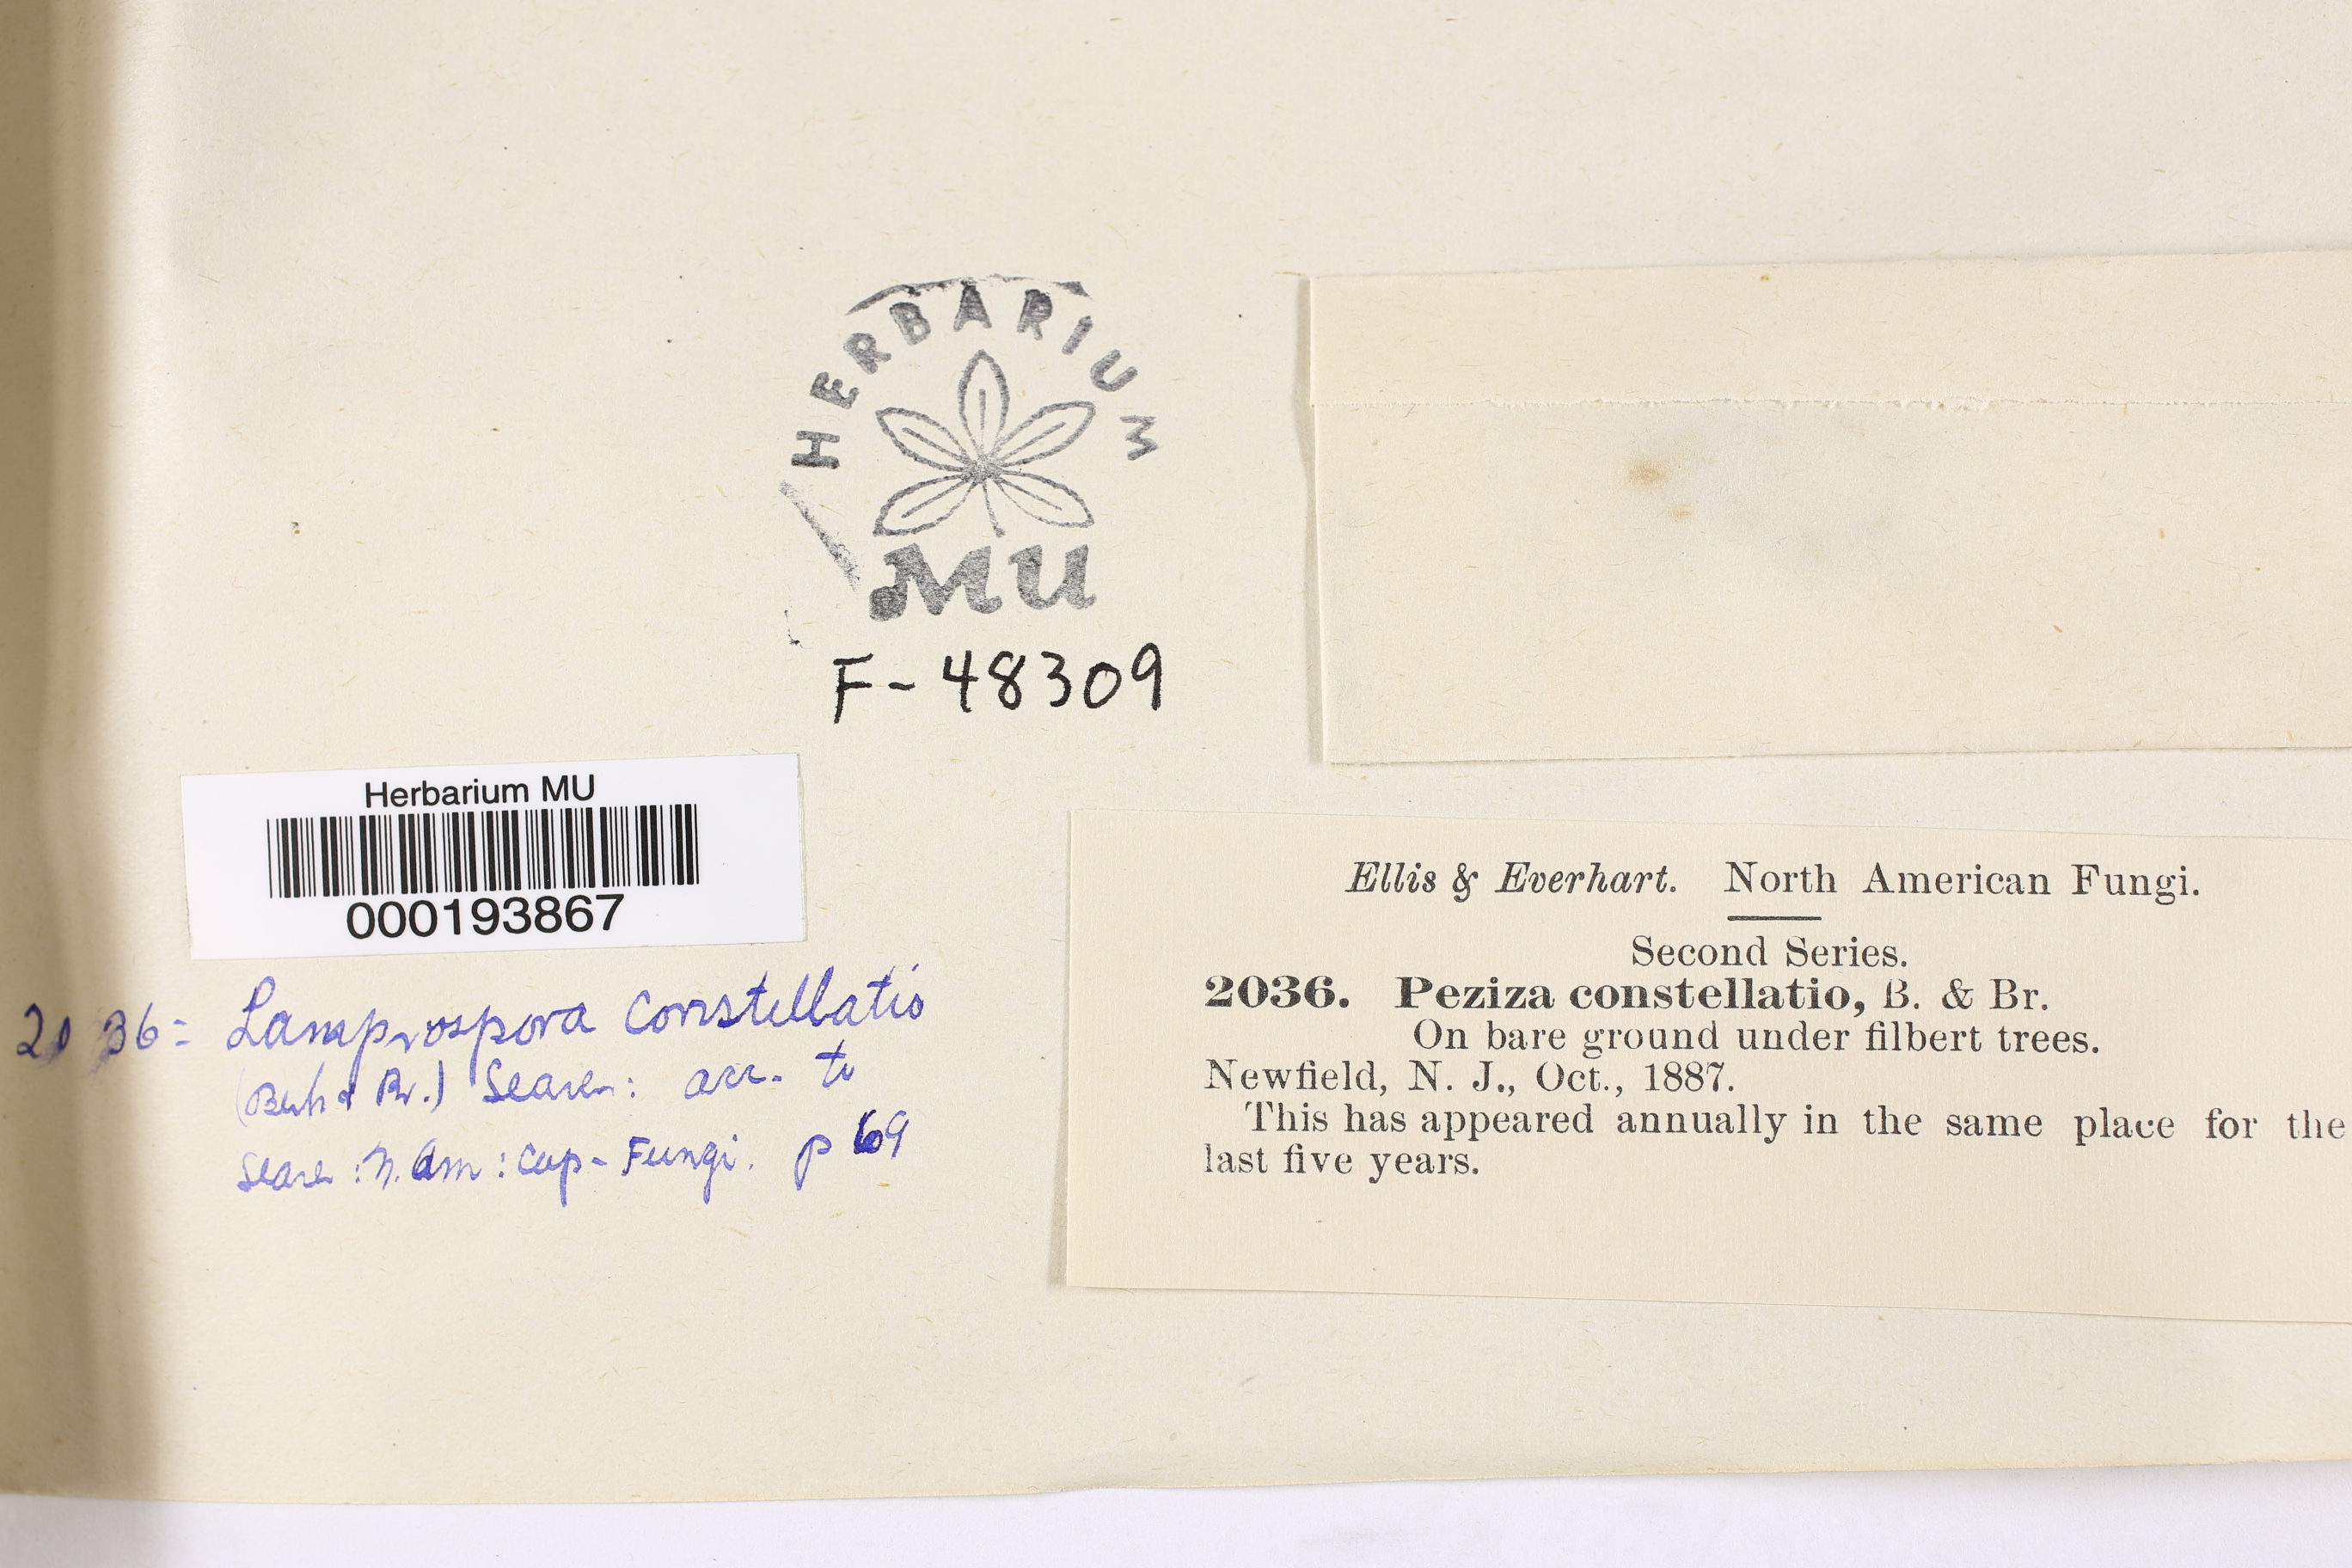 HERBARIUM
MU
F-48309
Herbarium MU
000193867
2036 = Lamprospora constellatio
(Berk & Br.) Seaver: acc. to
Seaver: N. Am: Cup-Fungi. p 69
Ellis & Everhart. North American Fungi.
Second Series.
2036. Peziza constellatio, B. & Br.
On bare ground under filbert trees.
Newfield, N. J., Oct., 1887.
This has appeared annually in the same place for the
last five years.